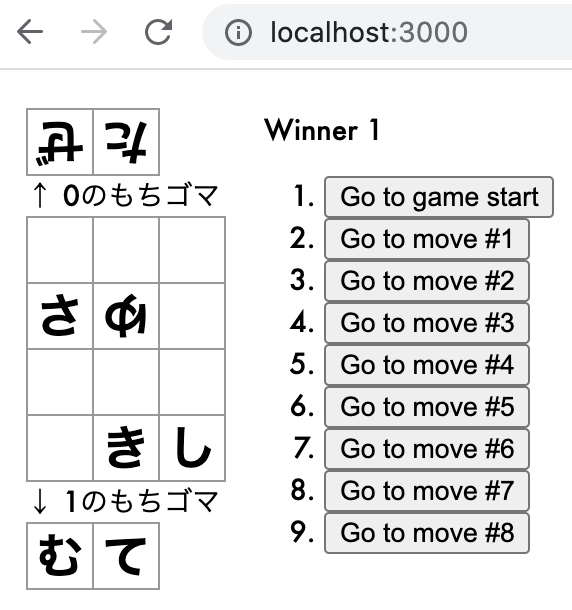 localhost:3000
ぜ た
↑ 0のもちゴマ
さ め
き し
↓ 1のもちゴマ
む て
Winner 1
1. Go to game start
2. Go to move #1
3. Go to move #2
4. Go to move #3
5. Go to move #4
6. Go to move #5
7. Go to move #6
8. Go to move #7
9. Go to move #8